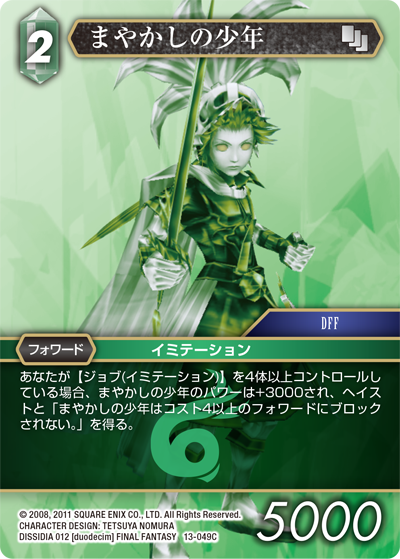 2
まやかしの少年
DFF
フォワード
イミテーション
あなたが【ジョブ(イミテーション)】を4体以上コントロールし
ている場合、まやかしの少年のパワーは+3000され、ヘイス
トと「まやかしの少年はコスト4以上のフォワードにブロック
されない。」を得る。
6
© 2008, 2011 SQUARE ENIX CO., LTD. All Rights Reserved.
CHARACTER DESIGN: TETSUYA NOMURA
DISSIDIA 012 [duodecim] FINAL FANTASY 13-049C
5000